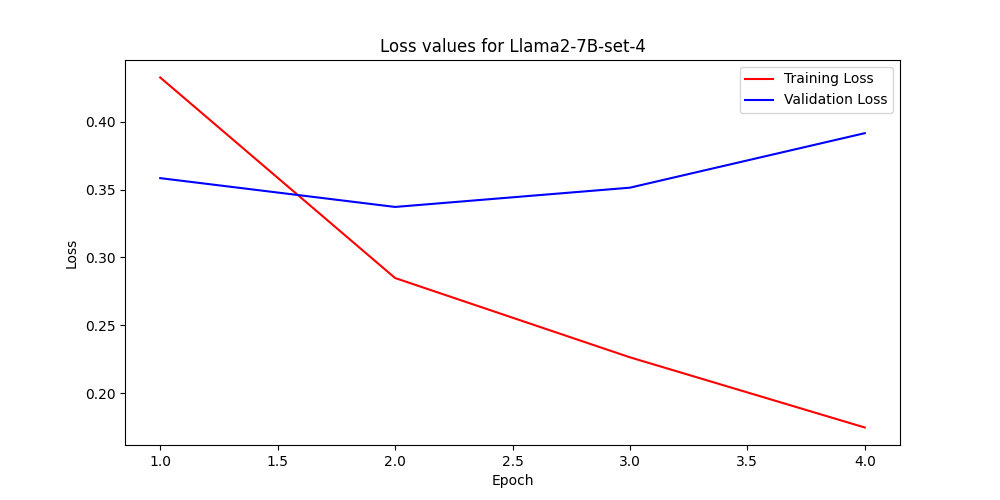 Loss values for Llama2-7B-set-4
Training Loss
Validation Loss
0.40
0.35
0.30
0.25
0.20
Loss
1.0 1.5 2.0 2.5 3.0 3.5 4.0
Epoch